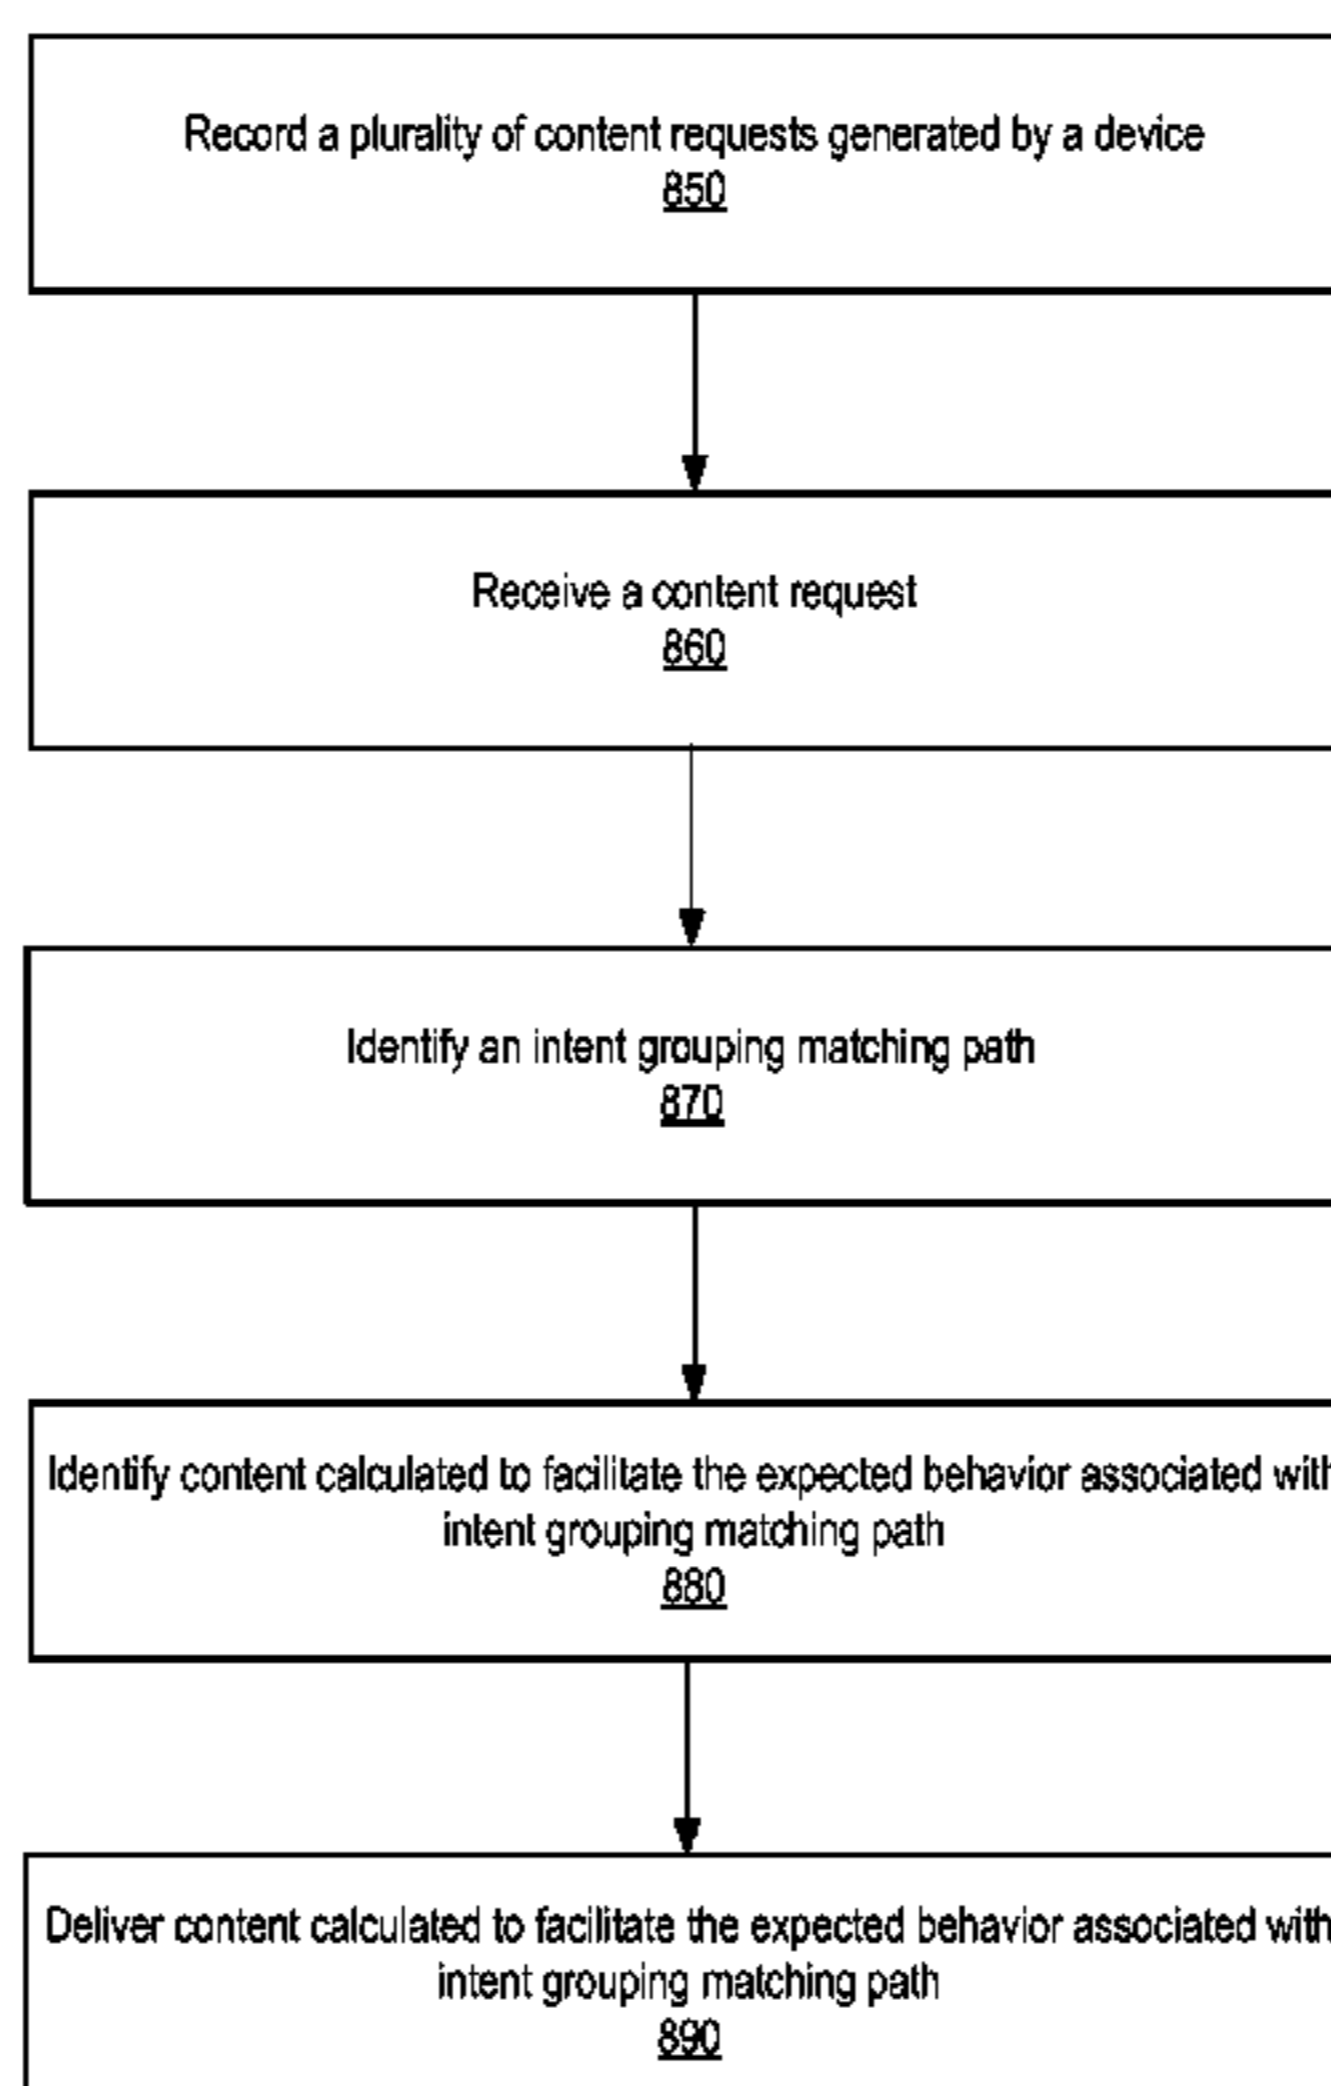 Record a plurality of content requests generated by a device
850
Receive a content request
860
Identify an intent grouping matching path
870
Identify content calculated to facilitate the expected behavior associated with
intent grouping matching path
880
Deliver content calculated to facilitate the expected behavior associated with
intent grouping matching path
890